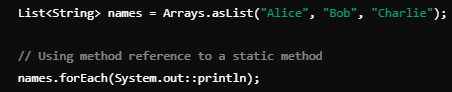 List<String> names = Arrays.asList("Alice", "Bob", "Charlie");
// Using method reference to a static method
names.forEach(System.out::println);